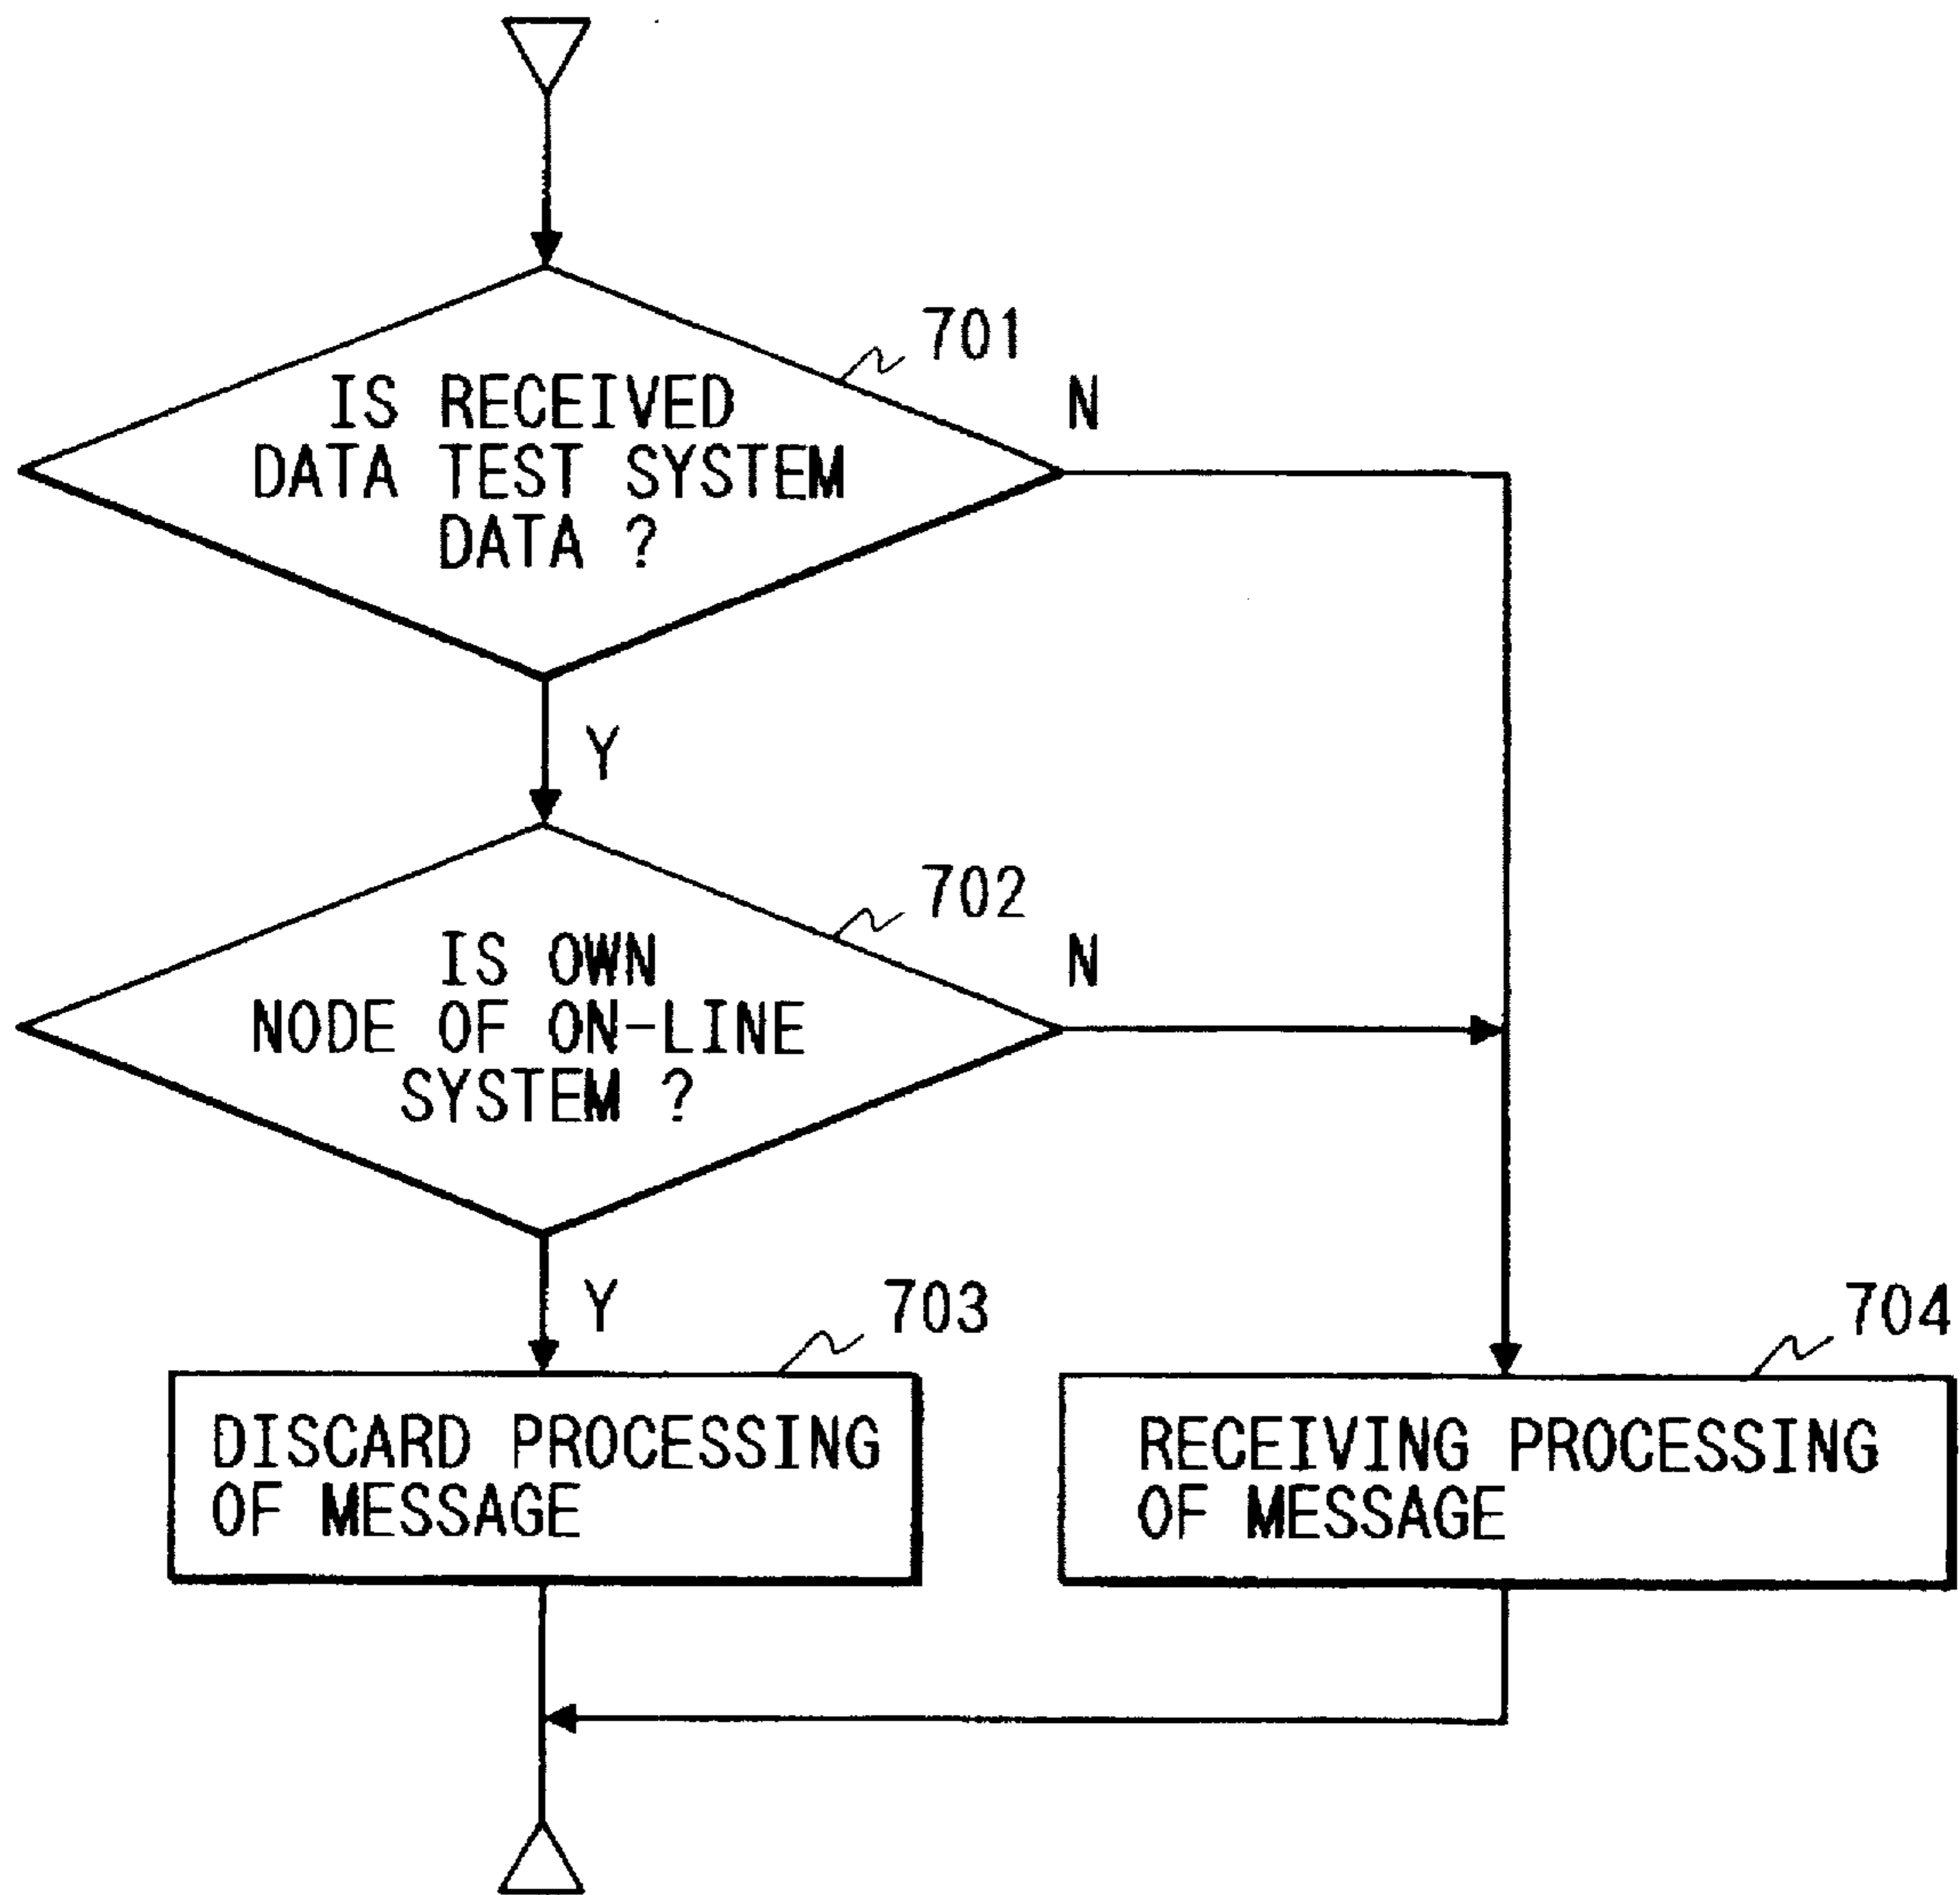 701
IS RECEIVED
DATA TEST SYSTEM
DATA ?
N
Y
702
IS OWN
NODE OF ON-LINE
SYSTEM ?
N
Y
703
704
DISCARD PROCESSING
OF MESSAGE
RECEIVING PROCESSING
OF MESSAGE